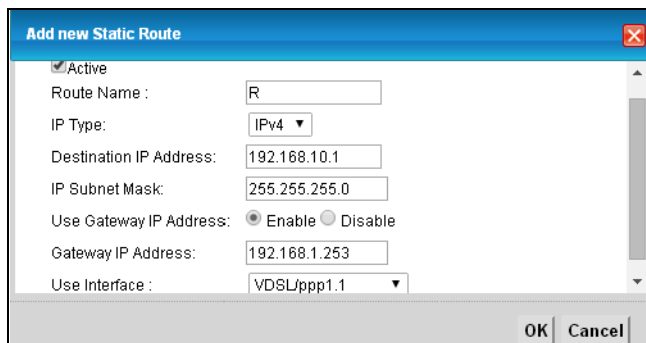 Add new Static Route
Active
Route Name : R
IP Type: IPv4
Destination IP Address: 192.168.10.1
IP Subnet Mask: 255.255.255.0
Use Gateway IP Address: Enable Disable
Gateway IP Address: 192.168.1.253
Use Interface : VDSL/ppp1.1
OK Cancel